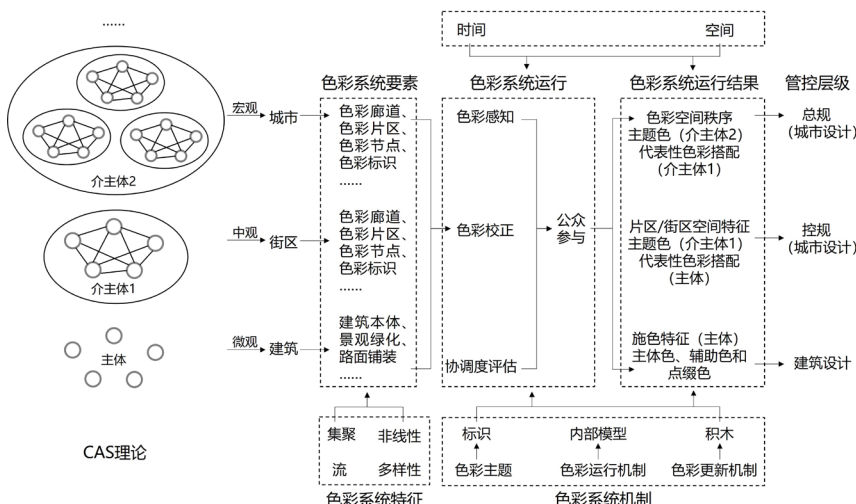 ······
时间
空间
色彩系统要素
色彩系统运行
色彩系统运行结果
管控层级
宏观
城市
色彩廊道、
色彩片区、
色彩节点、
色彩标识
······
色彩感知
色彩空间秩序
主题色（介主体2）
代表性色彩搭配
（介主体1）
总规
(城市设计)
介主体2
中观
街区
色彩廊道、
色彩片区、
色彩节点、
色彩标识
······
色彩校正
公众
参与
片区/街区空间特征
主题色（介主体1）
代表性色彩搭配
（主体）
控规
(城市设计)
介主体1
微观
建筑
建筑本体、
景观绿化、
路面铺装
······
协调度评估
施色特征（主体）
主体色、辅助色和
点缀色
建筑设计
主体
CAS理论
集聚
非线性
流
多样性
色彩系统特征
标识
内部模型
积木
色彩主题
色彩运行机制
色彩更新机制
色彩系统机制